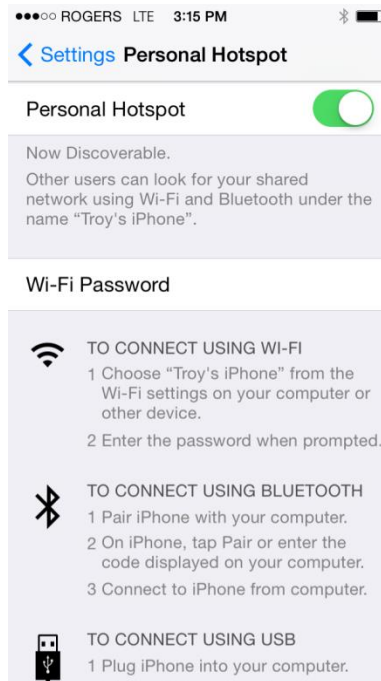 ROGERS LTE 3:15 PM
Settings Personal Hotspot
Personal Hotspot
Now Discoverable.
Other users can look for your shared
network using Wi-Fi and Bluetooth under the
name “Troy's iPhone”.
Wi-Fi Password
TO CONNECT USING WI-FI
1 Choose “Troy's iPhone” from the
Wi-Fi settings on your computer or
other device.
2 Enter the password when prompted.
TO CONNECT USING BLUETOOTH
1 Pair iPhone with your computer.
2 On iPhone, tap Pair or enter the
code displayed on your computer.
3 Connect to iPhone from computer.
TO CONNECT USING USB
1 Plug iPhone into your computer.